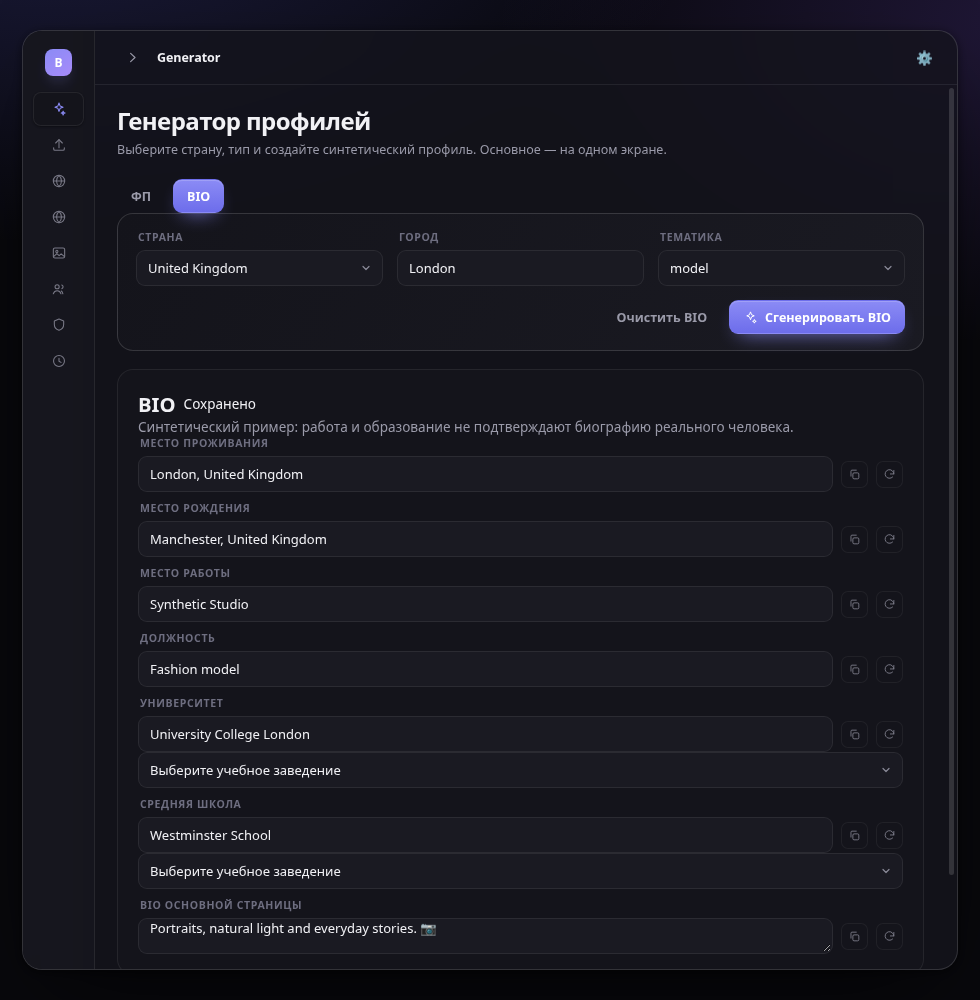 B
Generator
Генератор профилей
Выберите страну, тип и создайте синтетический профиль. Основное — на одном экране.
ФП
BIO
СТРАНА
ГОРОД
ТЕМАТИКА
United Kingdom
London
model
Очистить BIO
Сгенерировать BIO
BIO Сохранено
Синтетический пример: работа и образование не подтверждают биографию реального человека.
МЕСТО ПРОЖИВАНИЯ
London, United Kingdom
МЕСТО РОЖДЕНИЯ
Manchester, United Kingdom
МЕСТО РАБОТЫ
Synthetic Studio
ДОЛЖНОСТЬ
Fashion model
УНИВЕРСИТЕТ
University College London
Выберите учебное заведение
СРЕДНЯЯ ШКОЛА
Westminster School
Выберите учебное заведение
BIO ОСНОВНОЙ СТРАНИЦЫ
Portraits, natural light and everyday stories. 📷